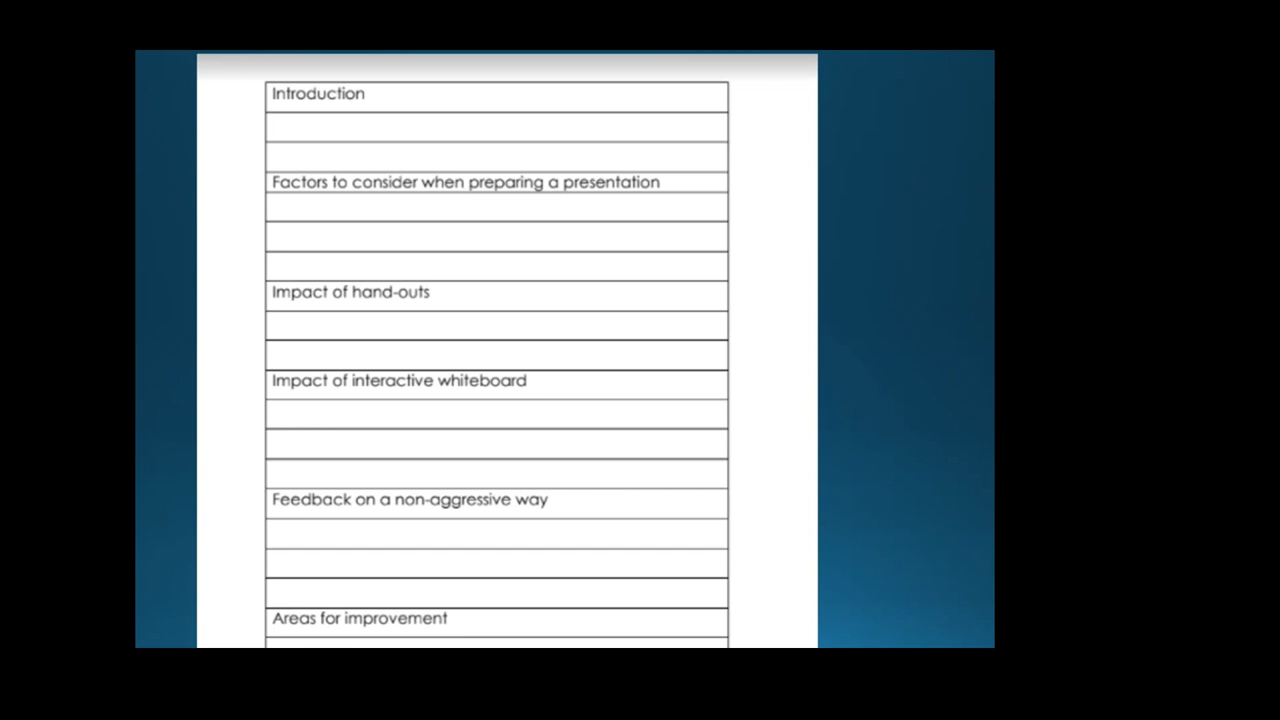 Introduction
Factors to consider when preparing a presentation
Impact of hand-outs
Impact of interactive whiteboard
Feedback on a non-aggressive way
Areas for improvement